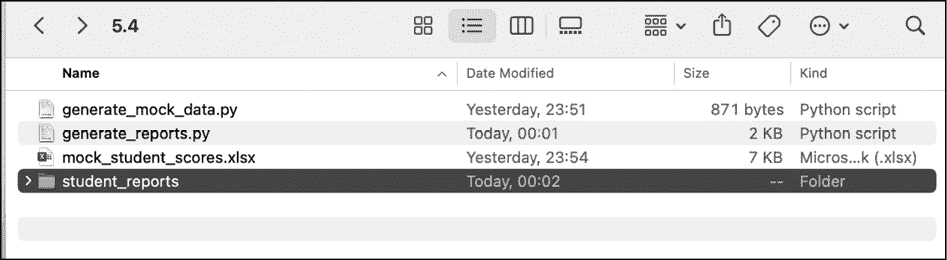 5.4
Name Date Modified Size Kind
generate_mock_data.py Yesterday, 23:51 871 bytes Python script
generate_reports.py Today, 00:01 2 KB Python script
mock_student_scores.xlsx Yesterday, 23:54 7 KB Micros...k (.xlsx)
student_reports Today, 00:02 -- Folder